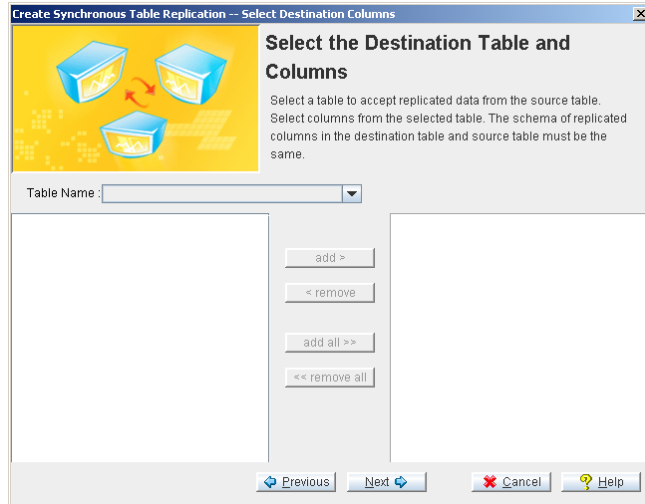 Create Synchronous Table Replication -- Select Destination Columns
Select the Destination Table and
Columns
Select a table to accept replicated data from the source table.
Select columns from the selected table. The schema of replicated
columns in the destination table and source table must be the
same.
Table Name :
add >
< remove
add all >>
<< remove all
Previous
Next
Cancel
Help